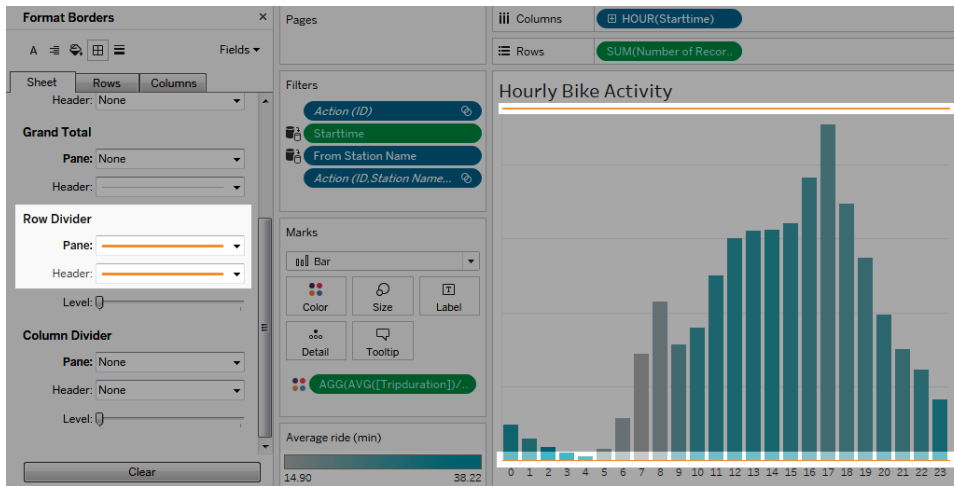 Format Borders ×
A Fields
Sheet Rows Columns
Header: None
Grand Total
Pane: None
Header:
Row Divider
Pane:
Header:
Level:
Column Divider
Pane: None
Header: None
Level:
Clear
Pages
Filters
Action (ID)
Starttime
From Station Name
Action (ID,Station Name...
Marks
Bar
Color Size Label
Detail Tooltip
AGG(AVG([Tripduration])/..
Average ride (min)
14.90 38.22
iii Columns HOUR(Starttime)
Rows SUM(Number of Recor..
Hourly Bike Activity
0 1 2 3 4 5 6 7 8 9 10 11 12 13 14 15 16 17 18 19 20 21 22 23